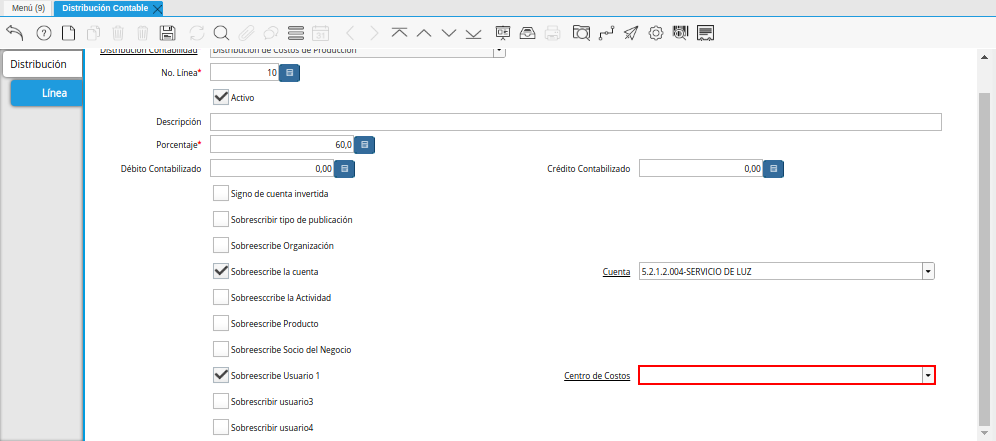 Menú (9) Distribución Contable
Distribución Contabilidad Distribución de Costos de Producción
Distribución
No. Línea* 10
Línea
Activo
Descripción
Porcentaje* 60,0
Débito Contabilizado 0,00 Crédito Contabilizado 0,00
Signo de cuenta invertida
Sobrescribir tipo de publicación
Sobreescribe Organización
Sobreescribe la cuenta Cuenta 5.2.1.2.004-SERVICIO DE LUZ
Sobreesccribe la Actividad
Sobreescribe Producto
Sobreescribe Socio del Negocio
Sobreescribe Usuario 1 Centro de Costos
Sobrescribir usuario3
Sobrescribir usuario4